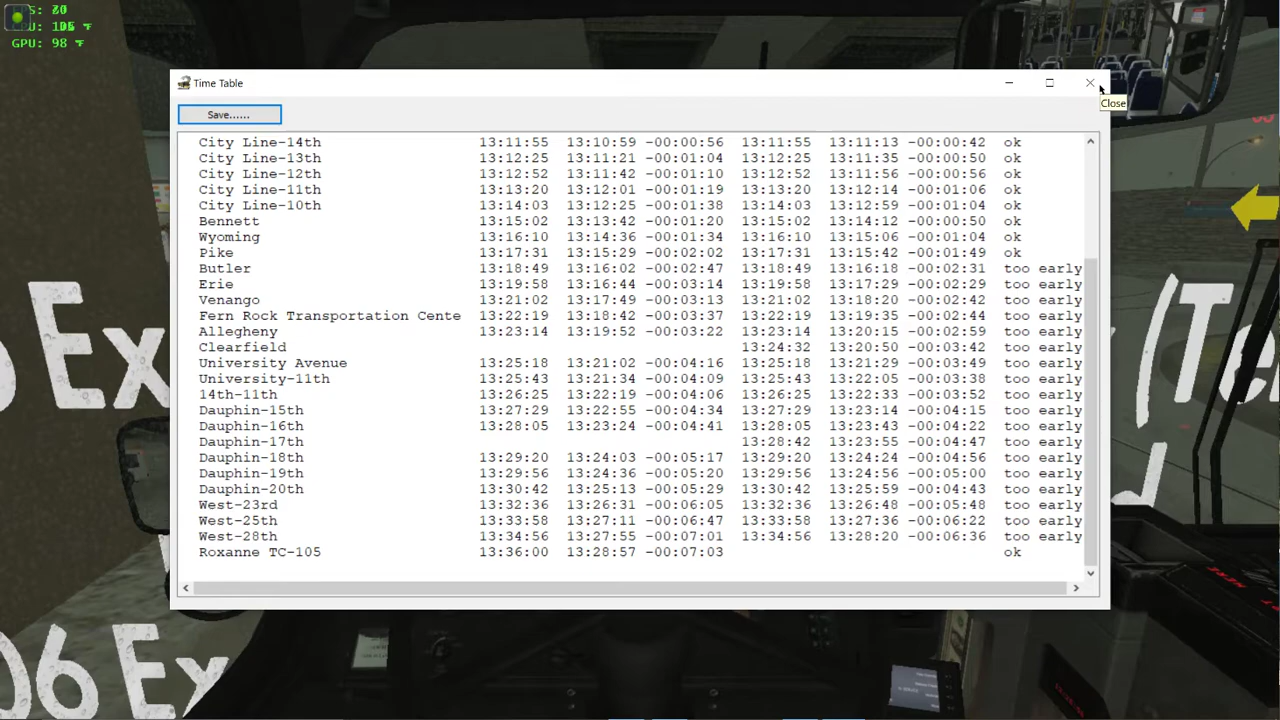 GPU: 98 °F
Time Table
Close
Save......
City Line-14th 13:11:55 13:10:59 -00:00:56 13:11:55 13:11:13 -00:00:42 ok
City Line-13th 13:12:25 13:11:21 -00:01:04 13:12:25 13:11:35 -00:00:50 ok
City Line-12th 13:12:52 13:11:42 -00:01:10 13:12:52 13:11:56 -00:00:56 ok
City Line-11th 13:13:20 13:12:01 -00:01:19 13:13:20 13:12:14 -00:01:06 ok
City Line-10th 13:14:03 13:12:25 -00:01:38 13:14:03 13:12:59 -00:01:04 ok
Bennett 13:15:02 13:13:42 -00:01:20 13:15:02 13:14:12 -00:00:50 ok
Wyoming 13:16:10 13:14:36 -00:01:34 13:16:10 13:15:06 -00:01:04 ok
Pike 13:17:31 13:15:29 -00:02:02 13:17:31 13:15:42 -00:01:49 ok
Butler 13:18:49 13:16:02 -00:02:47 13:18:49 13:16:18 -00:02:31 too early
Erie 13:19:58 13:16:44 -00:03:14 13:19:58 13:17:29 -00:02:29 too early
Venango 13:21:02 13:17:49 -00:03:13 13:21:02 13:18:20 -00:02:42 too early
Fern Rock Transportation Cente 13:22:19 13:18:42 -00:03:37 13:22:19 13:19:35 -00:02:44 too early
Allegheny 13:23:14 13:19:52 -00:03:22 13:23:14 13:20:15 -00:02:59 too early
Clearfield 13:24:32 13:20:50 -00:03:42 too early
University Avenue 13:25:18 13:21:02 -00:04:16 13:25:18 13:21:29 -00:03:49 too early
University-11th 13:25:43 13:21:34 -00:04:09 13:25:43 13:22:05 -00:03:38 too early
14th-11th 13:26:25 13:22:19 -00:04:06 13:26:25 13:22:33 -00:03:52 too early
Dauphin-15th 13:27:29 13:22:55 -00:04:34 13:27:29 13:23:14 -00:04:15 too early
Dauphin-16th 13:28:05 13:23:24 -00:04:41 13:28:05 13:23:43 -00:04:22 too early
Dauphin-17th 13:28:42 13:23:55 -00:04:47 too early
Dauphin-18th 13:29:20 13:24:03 -00:05:17 13:29:20 13:24:24 -00:04:56 too early
Dauphin-19th 13:29:56 13:24:36 -00:05:20 13:29:56 13:24:56 -00:05:00 too early
Dauphin-20th 13:30:42 13:25:13 -00:05:29 13:30:42 13:25:59 -00:04:43 too early
West-23rd 13:32:36 13:26:31 -00:06:05 13:32:36 13:26:48 -00:05:48 too early
West-25th 13:33:58 13:27:11 -00:06:47 13:33:58 13:27:36 -00:06:22 too early
West-28th 13:34:56 13:27:55 -00:07:01 13:34:56 13:28:20 -00:06:36 too early
Roxanne TC-105 13:36:00 13:28:57 -00:07:03 ok
06 Ex
HERE